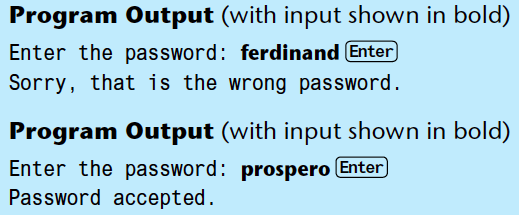 Program Output (with input shown in bold)
Enter the password: ferdinand Enter
Sorry, that is the wrong password.
Program Output (with input shown in bold)
Enter the password: prospero Enter
Password accepted.